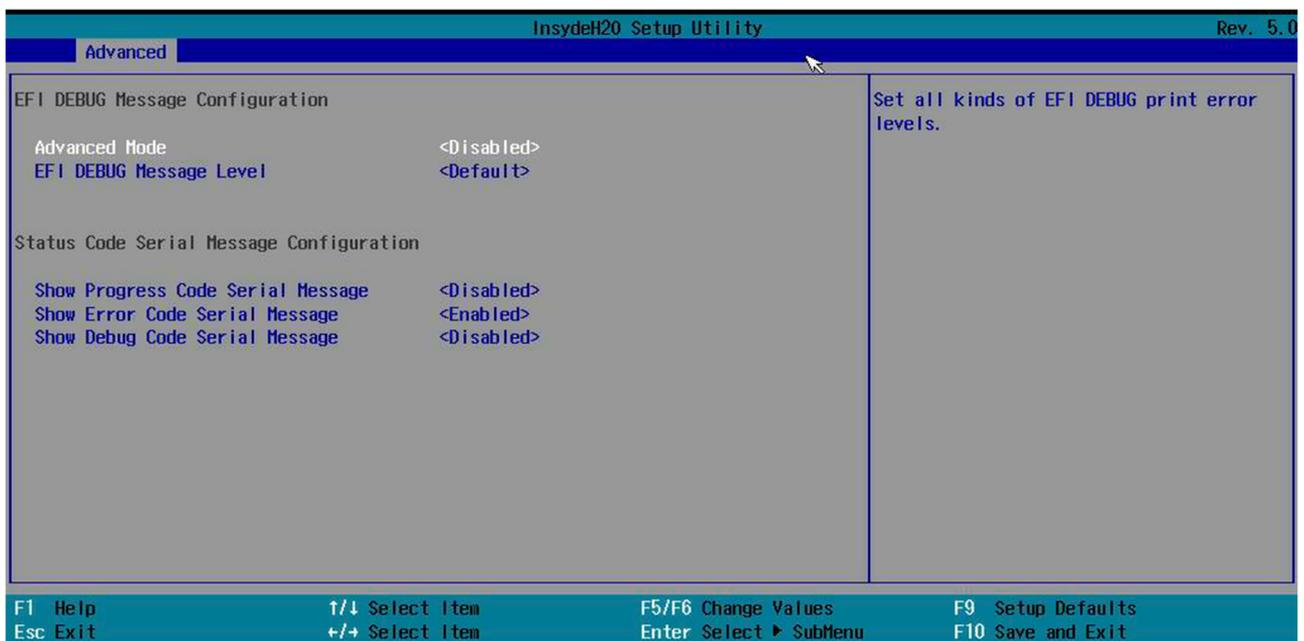 InsydeH2O Setup Utility Rev. 5.0
Advanced
EFI DEBUG Message Configuration
Set all kinds of EFI DEBUG print error
levels.
Advanced Mode <Disabled>
EFI DEBUG Message Level <Default>
Status Code Serial Message Configuration
Show Progress Code Serial Message <Disabled>
Show Error Code Serial Message <Enabled>
Show Debug Code Serial Message <Disabled>
F1 Help ↑/↓ Select Item F5/F6 Change Values F9 Setup Defaults
Esc Exit ←/→ Select Item Enter Select ▶ SubMenu F10 Save and Exit